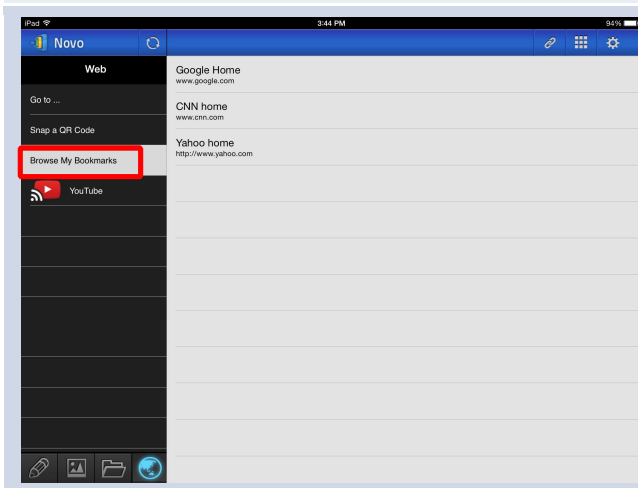 iPad 3:44 PM 94%
Novo
Web
Go to ...
Snap a QR Code
Browse My Bookmarks
YouTube
Google Home
www.google.com
CNN home
www.cnn.com
Yahoo home
http://www.yahoo.com